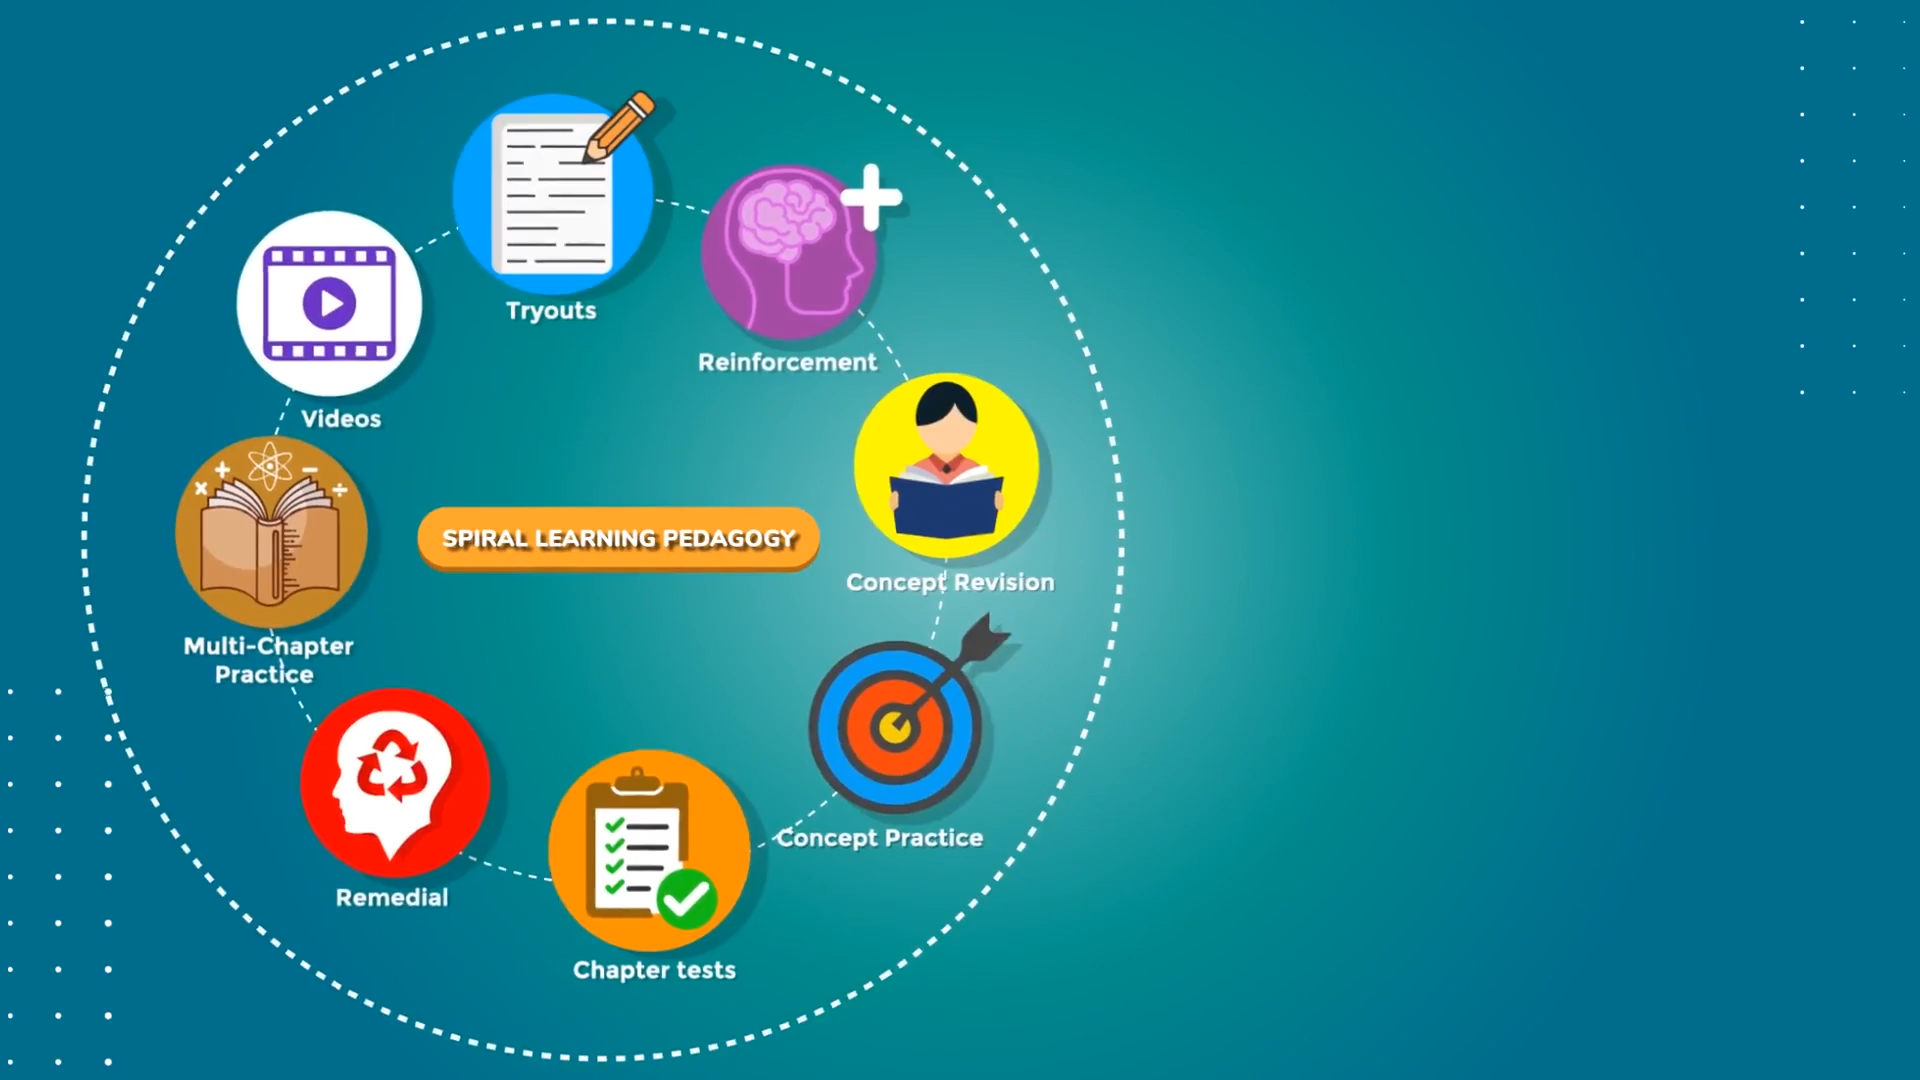 Tryouts
Reinforcement
Videos
SPIRAL LEARNING PEDAGOGY
Concept Revision
Multi-Chapter
Practice
Concept Practice
Remedial
Chapter tests